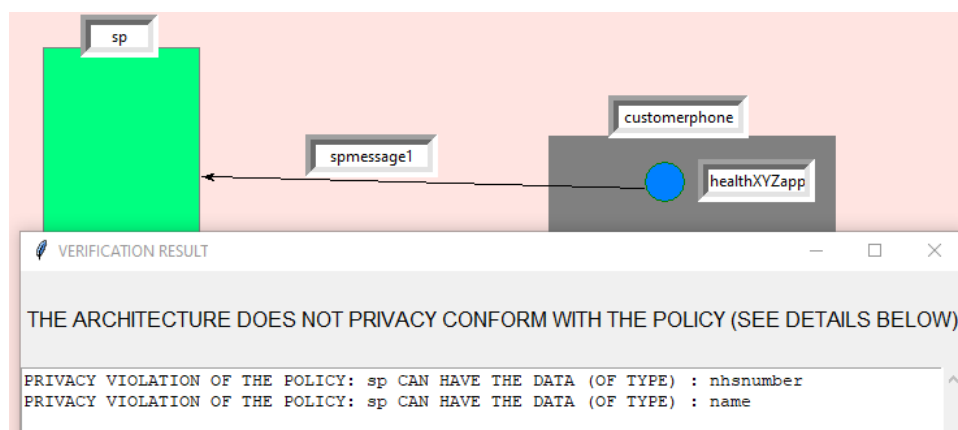 sp
customerphone
spmessage1
healthXYZapp
VERIFICATION RESULT
THE ARCHITECTURE DOES NOT PRIVACY CONFORM WITH THE POLICY (SEE DETAILS BELOW)
PRIVACY VIOLATION OF THE POLICY: sp CAN HAVE THE DATA (OF TYPE) : nhsnumber
PRIVACY VIOLATION OF THE POLICY: sp CAN HAVE THE DATA (OF TYPE) : name